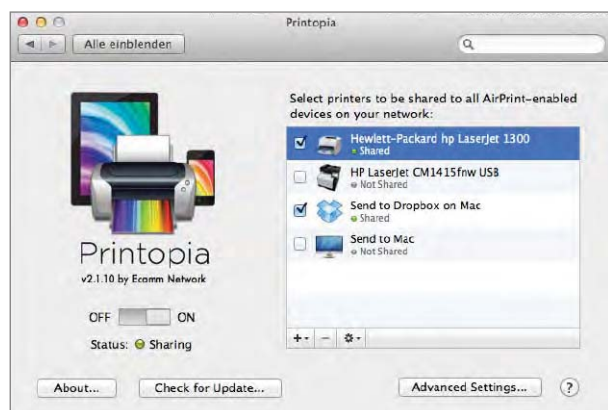 Printopia
Alle einblenden
Select printers to be shared to all AirPrint-enabled
devices on your network:
Hewlett-Packard hp LaserJet 1300
Shared
HP LaserJet CM1415fnw USB
Not Shared
Send to Dropbox on Mac
Shared
Send to Mac
Not Shared
Printopia
v2.1.10 by Ecamm Network
OFF ON
Status: Sharing
About...
Check for Update...
Advanced Settings...
?